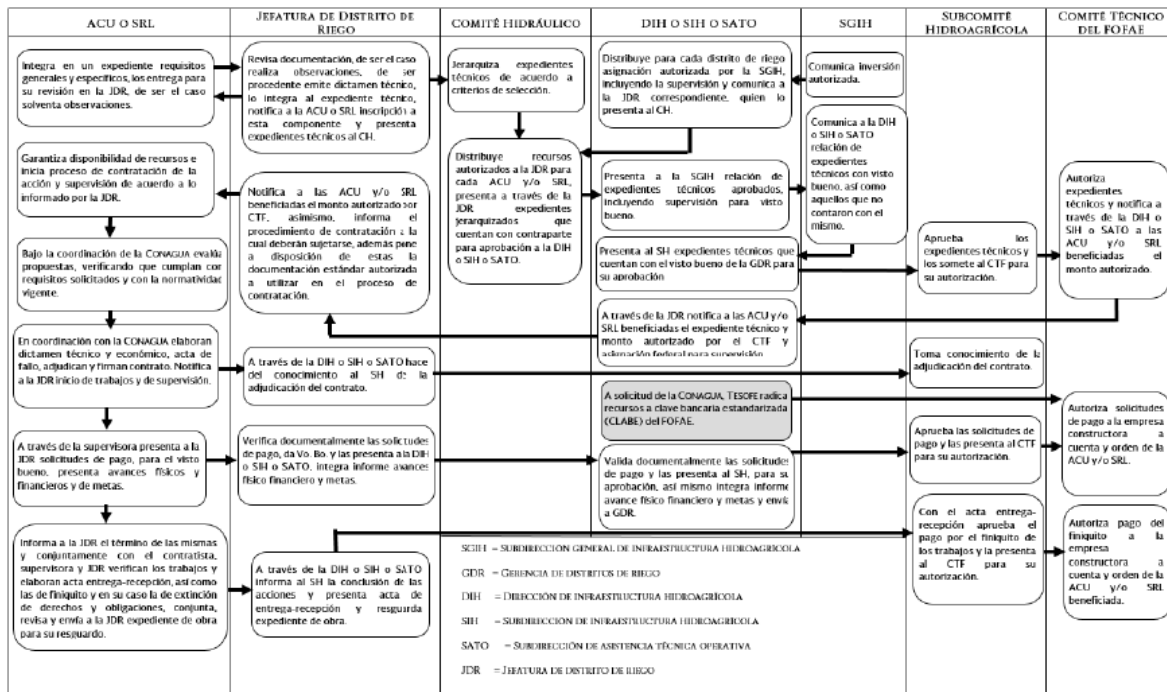 ACU O SRL
JEFATURA DE DISTRITO DE
RIEGO
COMITÉ HIDRÁULICO
DIH O SIH O SATO
SGIH
SUBCOMITÉ
HIDROAGRÍCOLA
COMITÉ TÉCNICO
DEL FOFAE
Integra en un expediente requisitos
generales y específicos, los entrega para
su revisión en la JDR, de ser el caso
solventa observaciones.
Revisa documentación, de ser el caso
realiza observaciones, de ser
procedente emite dictamen técnico,
lo integra al expediente técnico,
notifica a la ACU o SRL inscripción a
esta componente y presenta
expedientes técnicos al CH.
Jerarquiza expedientes
técnicos de acuerdo a
criterios de selección.
Distribuye para cada distrito de riego
asignación autorizada por la SGIH,
incluyendo la supervisión y comunica a
la JDR correspondiente, quien lo
presenta al CH.
Comunica inversión
autorizada.
Garantiza disponibilidad de recursos e
inicia proceso de contratación de la
acción y supervisión de acuerdo a lo
informado por la JDR.
Notifica a las ACU y/o SRL
beneficiadas el monto autorizado por
CTF, asimismo, informa el
procedimiento de contratación a la
cual deberán sujetarse, además pone
a disposición de estas la
documentación estándar autorizada
a utilizar en el proceso de
contratación.
Distribuye recursos
autorizados a la JDR para
cada ACU y/o SRL,
presenta a través de la
JDR expedientes
jerarquizados que
cuentan con contraparte
para aprobación a la DIH
o SIH o SATO.
Presenta a la SGIH relación de
expedientes técnicos aprobados,
incluyendo supervisión para visto
bueno.
Comunica a la DIH
o SIH o SATO
relación de
expedientes
técnicos con visto
bueno, así como
aquellos que no
contaron con el
mismo.
Presenta al SH expedientes técnicos que
cuentan con el visto bueno de la GDR para
su aprobación
Aprueba los
expedientes técnicos y
los somete al CTF para
su autorización.
Autoriza
expedientes
técnicos y notifica a
través de la DIH o
SIH o SATO a las
ACU y/o SRL
beneficiadas el
monto autorizado.
Bajo la coordinación de la CONAGUA evalúa
propuestas, verificando que cumplan con
requisitos solicitados y con la normatividad
vigente.
A través de la JDR notifica a las ACU y/o
SRL beneficiadas el expediente técnico y
monto autorizado por el CTF y
asignación federal para supervisión.
En coordinación con la CONAGUA elaboran
dictamen técnico y económico, acta de
fallo, adjudican y firman contrato. Notifica
a la JDR inicio de trabajos y de supervisión.
A través de la DIH o SIH o SATO hace
del conocimiento al SH de la
adjudicación del contrato.
Toma conocimiento de la
adjudicación del contrato.
A solicitud de la CONAGUA, TESOFE radica
recursos a clave bancaria estandarizada
(CLABE) del FOFAE.
A través de la supervisora presenta a la
JDR solicitudes de pago, para el visto
bueno, presenta avances físicos y
financieros y de metas.
Verifica documentalmente las solicitudes
de pago, da Vo. Bo. y las presenta a la DIH
o SIH o SATO, integra informe avances
físico financiero y metas.
Valida documentalmente las solicitudes
de pago y las presenta al SH, para su
aprobación, así mismo integra informe
avance físico financiero y metas y envía
a GDR.
Aprueba las solicitudes
de pago y las presenta al CTF
para su autorización.
Autoriza solicitudes
de pago a la empresa
constructora a
cuenta y orden de la
ACU y/o SRL.
Informa a la JDR el término de las mismas
y conjuntamente con el contratista,
supervisora y JDR verifican los trabajos y
elaboran acta entrega-recepción, así como
las de finiquito y en su caso la de extinción
de derechos y obligaciones, conjunta,
revisa y envía a la JDR expediente de obra
para su resguardo.
A través de la DIH o SIH o SATO
informa al SH la conclusión de las
acciones y presenta acta de
entrega-recepción y resguarda
expediente de obra.
Con el acta entrega-
recepción aprueba el
pago por el finiquito de
los trabajos y la presenta
al CTF para su
autorización.
Autoriza pago del
finiquito a la
empresa
constructora a
cuenta y orden de la
ACU y/o SRL
beneficiada.
SGIH = SUBDIRECCIÓN GENERAL DE INFRAESTRUCTURA HIDROAGRÍCOLA
GDR = GERENCIA DE DISTRITOS DE RIEGO
DIH = DIRECCIÓN DE INFRAESTRUCTURA HIDROAGRÍCOLA
SIH = SUBDIRECCIÓN DE INFRAESTRUCTURA HIDROAGRÍCOLA
SATO = SUBDIRECCIÓN DE ASISTENCIA TÉCNICA OPERATIVA
JDR = JEFATURA DE DISTRITO DE RIEGO